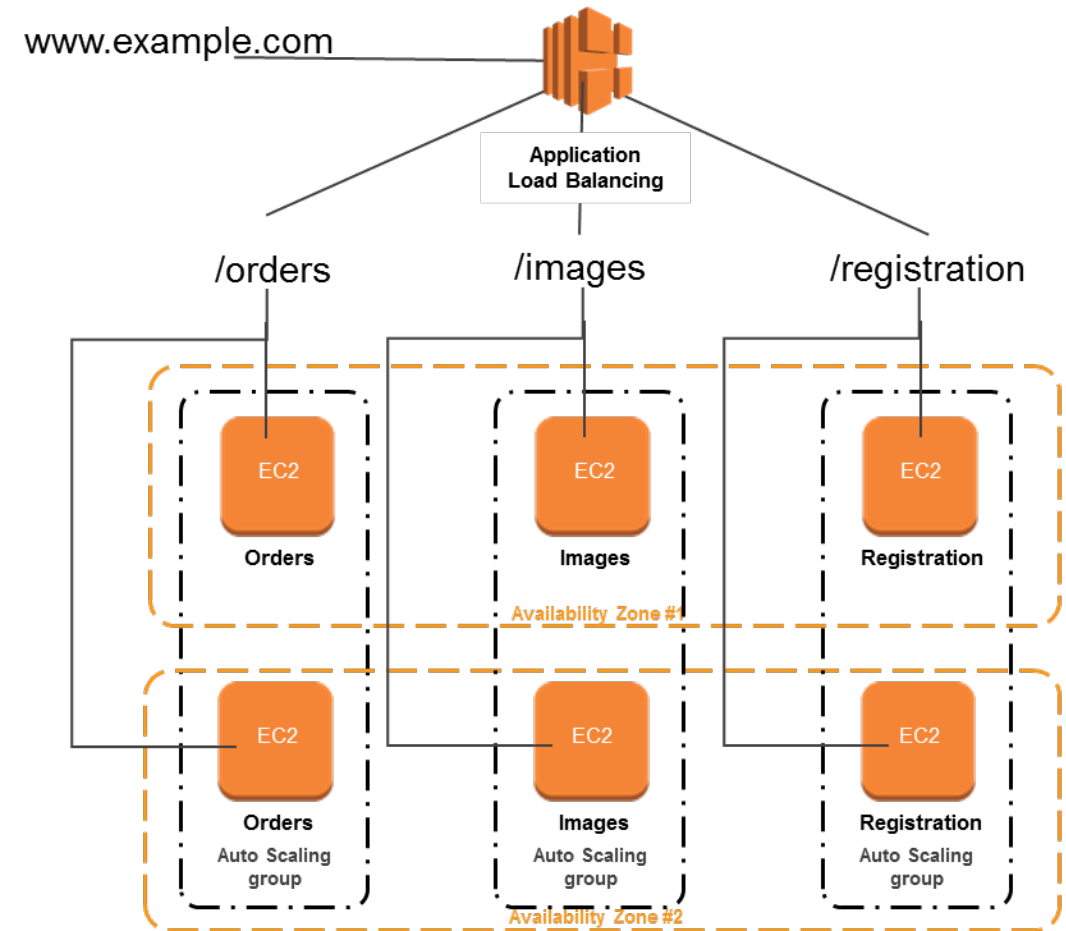 www.example.com
Application
Load Balancing
/orders
/images
/registration
EC2
EC2
EC2
Orders
Images
Registration
Availability Zone #1
EC2
EC2
EC2
Orders
Images
Registration
Auto Scaling
group
Auto Scaling
group
Auto Scaling
group
Availability Zone #2